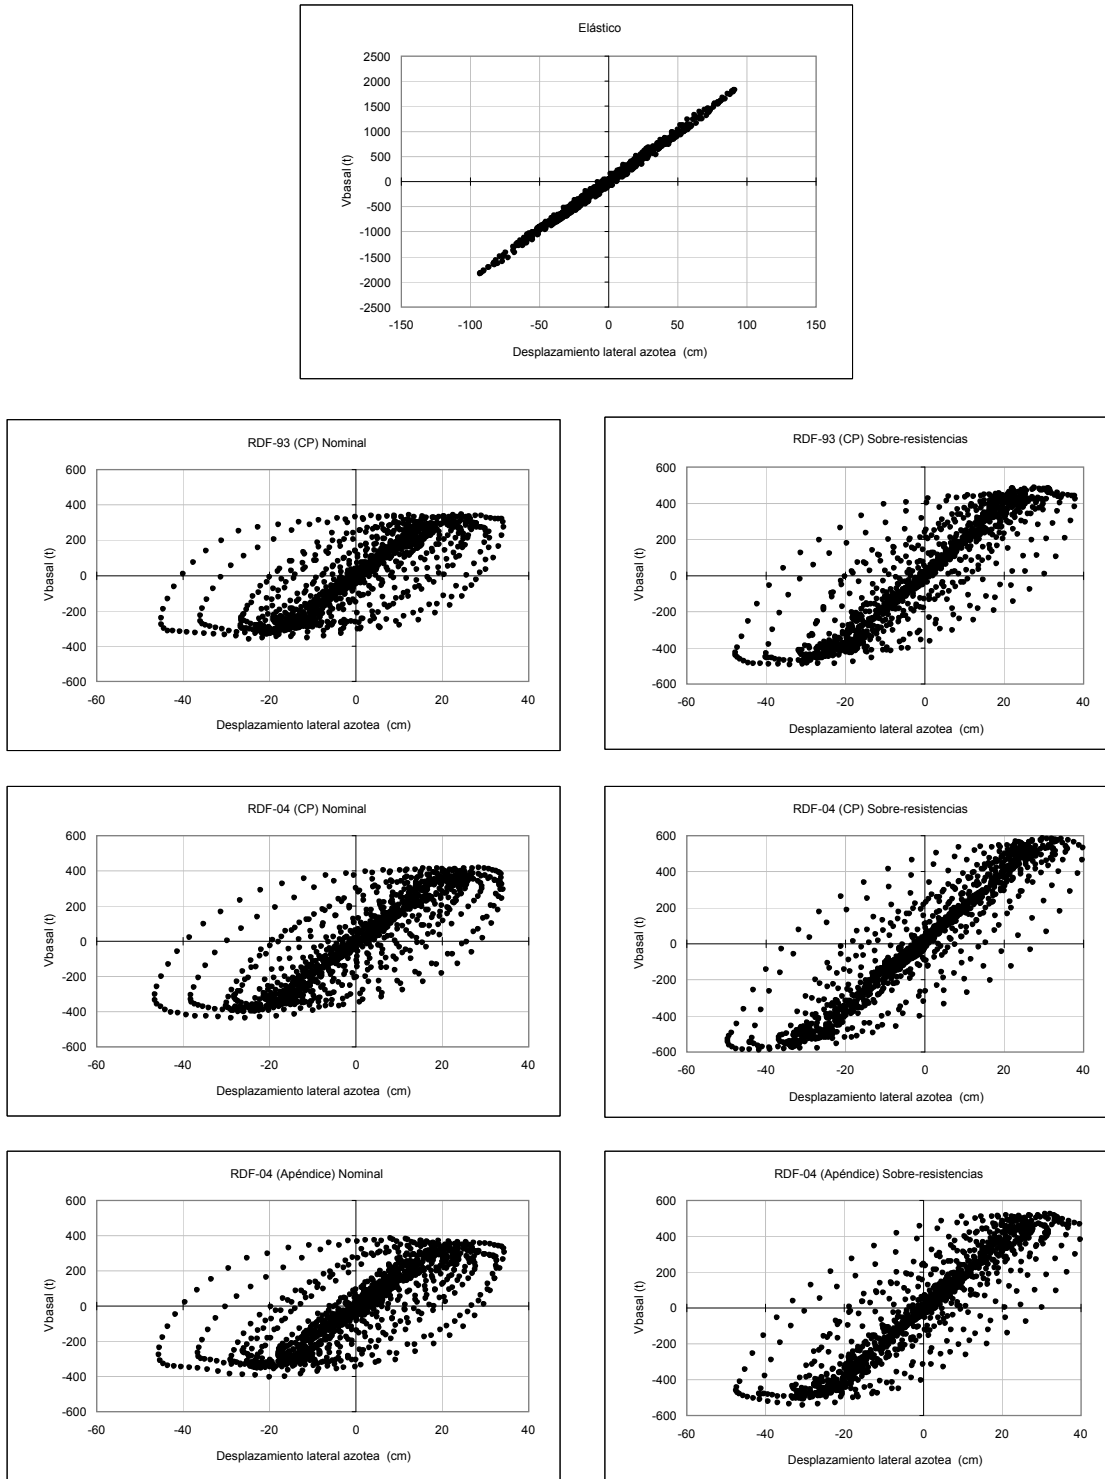 Elástico
2500
2000
1500
1000
500
0
-500
-1000
-1500
-2000
-2500
Vbasal (t)
-150 -100 -50 0 50 100 150
Desplazamiento lateral azotea (cm)
RDF-93 (CP) Nominal
600
400
200
0
-200
-400
-600
Vbasal (t)
-60 -40 -20 0 20 40
Desplazamiento lateral azotea (cm)
RDF-93 (CP) Sobre-resistencias
600
400
200
0
-200
-400
-600
Vbasal (t)
-60 -40 -20 0 20 40
Desplazamiento lateral azotea (cm)
RDF-04 (CP) Nominal
600
400
200
0
-200
-400
-600
Vbasal (t)
-60 -40 -20 0 20 40
Desplazamiento lateral azotea (cm)
RDF-04 (CP) Sobre-resistencias
600
400
200
0
-200
-400
-600
Vbasal (t)
-60 -40 -20 0 20 40
Desplazamiento lateral azotea (cm)
RDF-04 (Apéndice) Nominal
600
400
200
0
-200
-400
-600
Vbasal (t)
-60 -40 -20 0 20 40
Desplazamiento lateral azotea (cm)
RDF-04 (Apéndice) Sobre-resistencias
600
400
200
0
-200
-400
-600
Vbasal (t)
-60 -40 -20 0 20 40
Desplazamiento lateral azotea (cm)